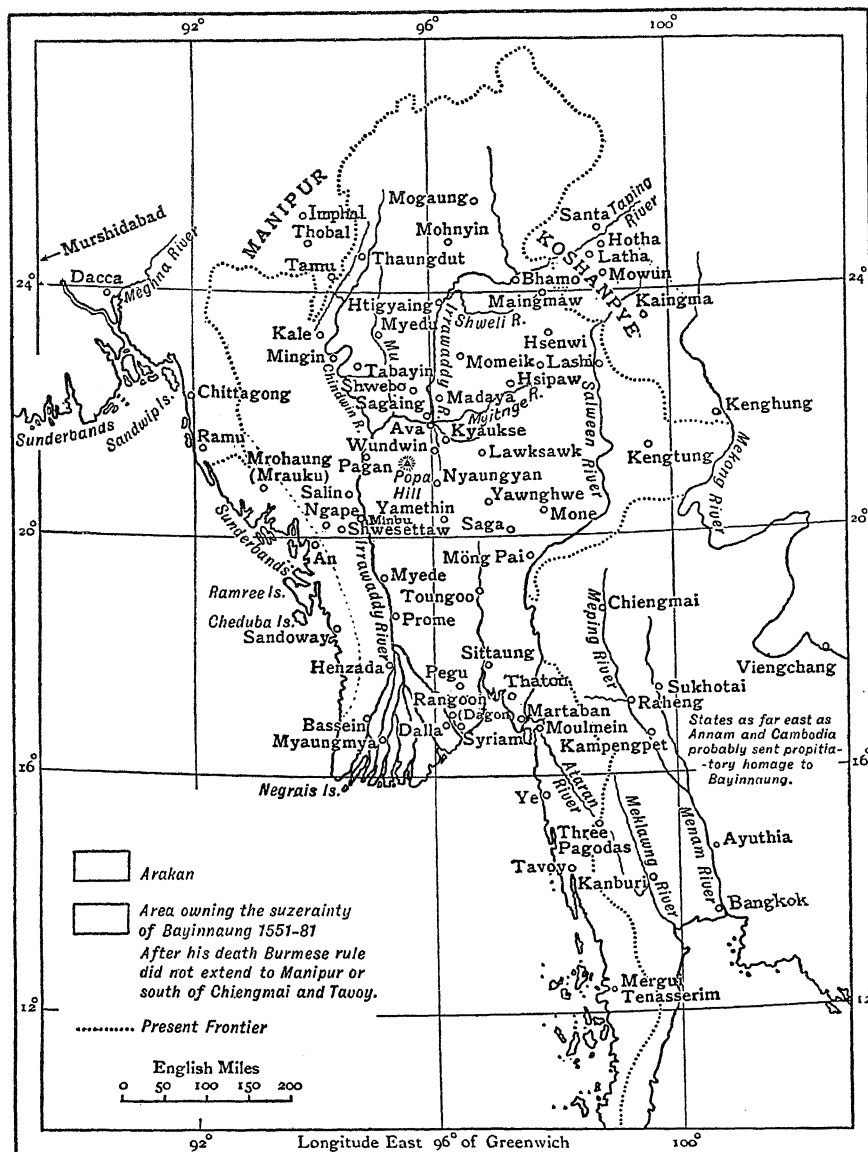 92° 96° 100°
MANIPUR
Imphal
Thobal
Mogaung
Mohnyin
Santa
Taping
River
Hotha
Latha
Mowun
KOSHANPYE
← Murshidabad
Meghna River
Dacca
24°
Tamu
Thaungdut
Bhamo
24°
Maingmaw
Kaingma
Htigyaing
Shweli R.
Kale
Myedu
Mu
Irrawaddy R.
Hsenwi
Mingin
Momeik
Lashi
Tabayin
Chindwin R.
Shwebo
Hsipaw
Madaya
Sagaing
Myitnge R.
Salween River
Chittagong
Sandwip Is.
Sunderbands
Ava
Kyaukse
Kenghung
Ramu
Wundwin
Lawksawk
Kengtung
Mekong River
Pagan
Popa
Hill
Mrohaung
(Mrauku)
Nyaungyan
Salin
Yawnghwe
Ngape
Minbu
Yamethin
Mone
20°
Shwesettaw
Saga
20°
Sunderbands
An
Möng Pai
Irrawaddy River
Myede
Ramree Is.
Toungoo
Chiengmai
Meping River
Cheduba Is.
Prome
Sandoway
Viengchang
Henzada
Sittaung
Pegu
Thaton
Sukhotai
Rangoon
(Dagon)
Raheng
Bassein
Dalla
Martaban
Moulmein
Myaungmya
Syriam
Kampengpet
States as far east as
Annam and Cambodia
probably sent propitia-
-tory homage to
Bayinnaung.
16°
16°
Negrais Is.
Ataran
River
Ye
Meklawng
River
Menam River
Three
Pagodas
Ayuthia
Tavoy
Kanburi
Bangkok
Arakan
Area owning the suzerainty
of Bayinnaung 1551-81
After his death Burmese rule
did not extend to Manipur or
south of Chiengmai and Tavoy.
Mergui
Tenasserim
12°
12°
Present Frontier
English Miles
0 50 100 150 200
92° Longitude East 96° of Greenwich 100°